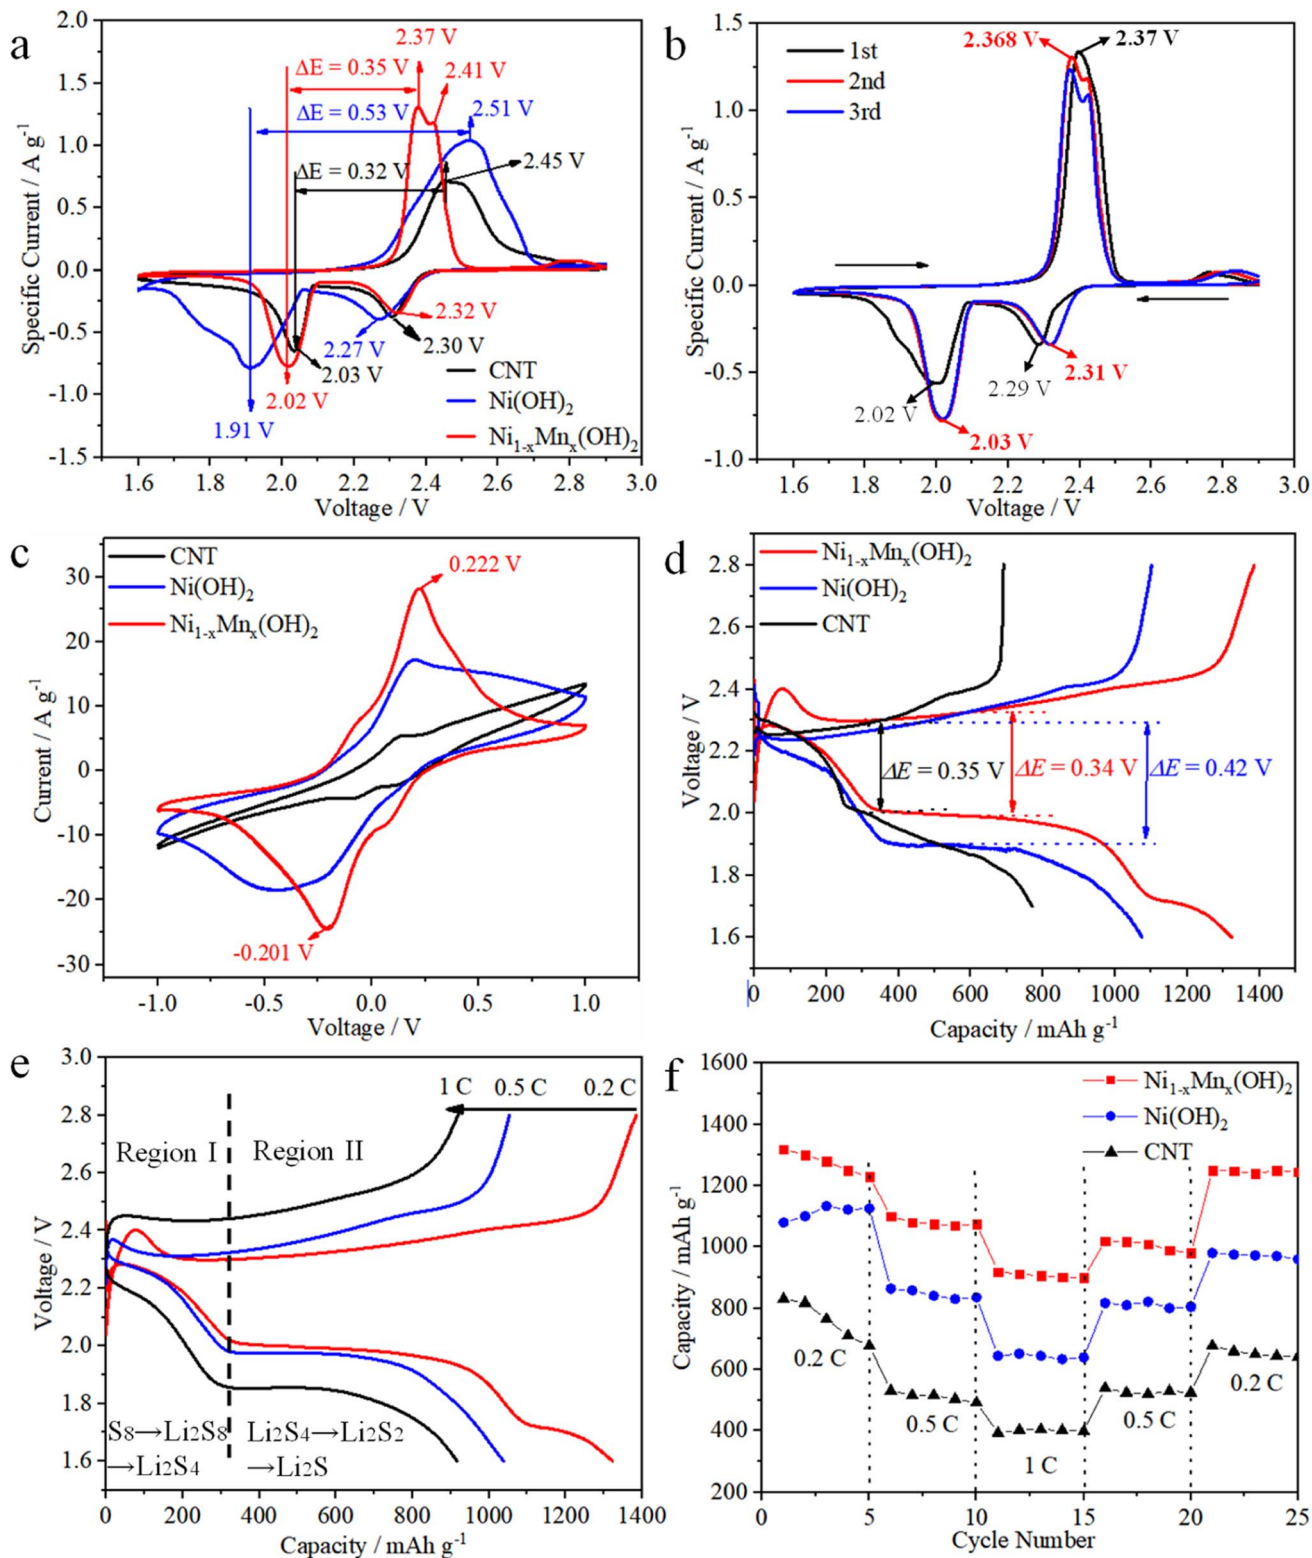 a
ΔE = 0.35 V
2.37 V
2.41 V
ΔE = 0.53 V
2.51 V
ΔE = 0.32 V
2.45 V
2.32 V
2.27 V
2.30 V
2.03 V
2.02 V
1.91 V
CNT
Ni(OH)2
Ni1-xMnx(OH)2
Specific Current / A g-1
2.0
1.5
1.0
0.5
0.0
-0.5
-1.0
-1.5
1.6 1.8 2.0 2.2 2.4 2.6 2.8 3.0
Voltage / V
b
1st
2nd
3rd
2.368 V
2.37 V
2.29 V
2.31 V
2.02 V
2.03 V
Specific Current / A g-1
1.5
1.0
0.5
0.0
-0.5
-1.0
1.6 2.0 2.4 2.8
Voltage / V
c
CNT
Ni(OH)2
Ni1-xMnx(OH)2
0.222 V
-0.201 V
Current / A g-1
30
20
10
0
-10
-20
-30
-1.0 -0.5 0.0 0.5 1.0
Voltage / V
d
Ni1-xMnx(OH)2
Ni(OH)2
CNT
ΔE = 0.35 V
ΔE = 0.34 V
ΔE = 0.42 V
Voltage / V
2.8
2.6
2.4
2.2
2.0
1.8
1.6
0 200 400 600 800 1000 1200 1400
Capacity / mAh g-1
e
1 C 0.5 C 0.2 C
Region I Region II
S8→Li2S8
→Li2S4
Li2S4→Li2S2
→Li2S
Voltage / V
3.0
2.8
2.6
2.4
2.2
2.0
1.8
1.6
0 200 400 600 800 1000 1200 1400
Capacity / mAh g-1
f
Ni1-xMnx(OH)2
Ni(OH)2
CNT
0.2 C
0.5 C
1 C
0.5 C
0.2 C
Capacity / mAh g-1
1600
1400
1200
1000
800
600
400
200
0 5 10 15 20 25
Cycle Number